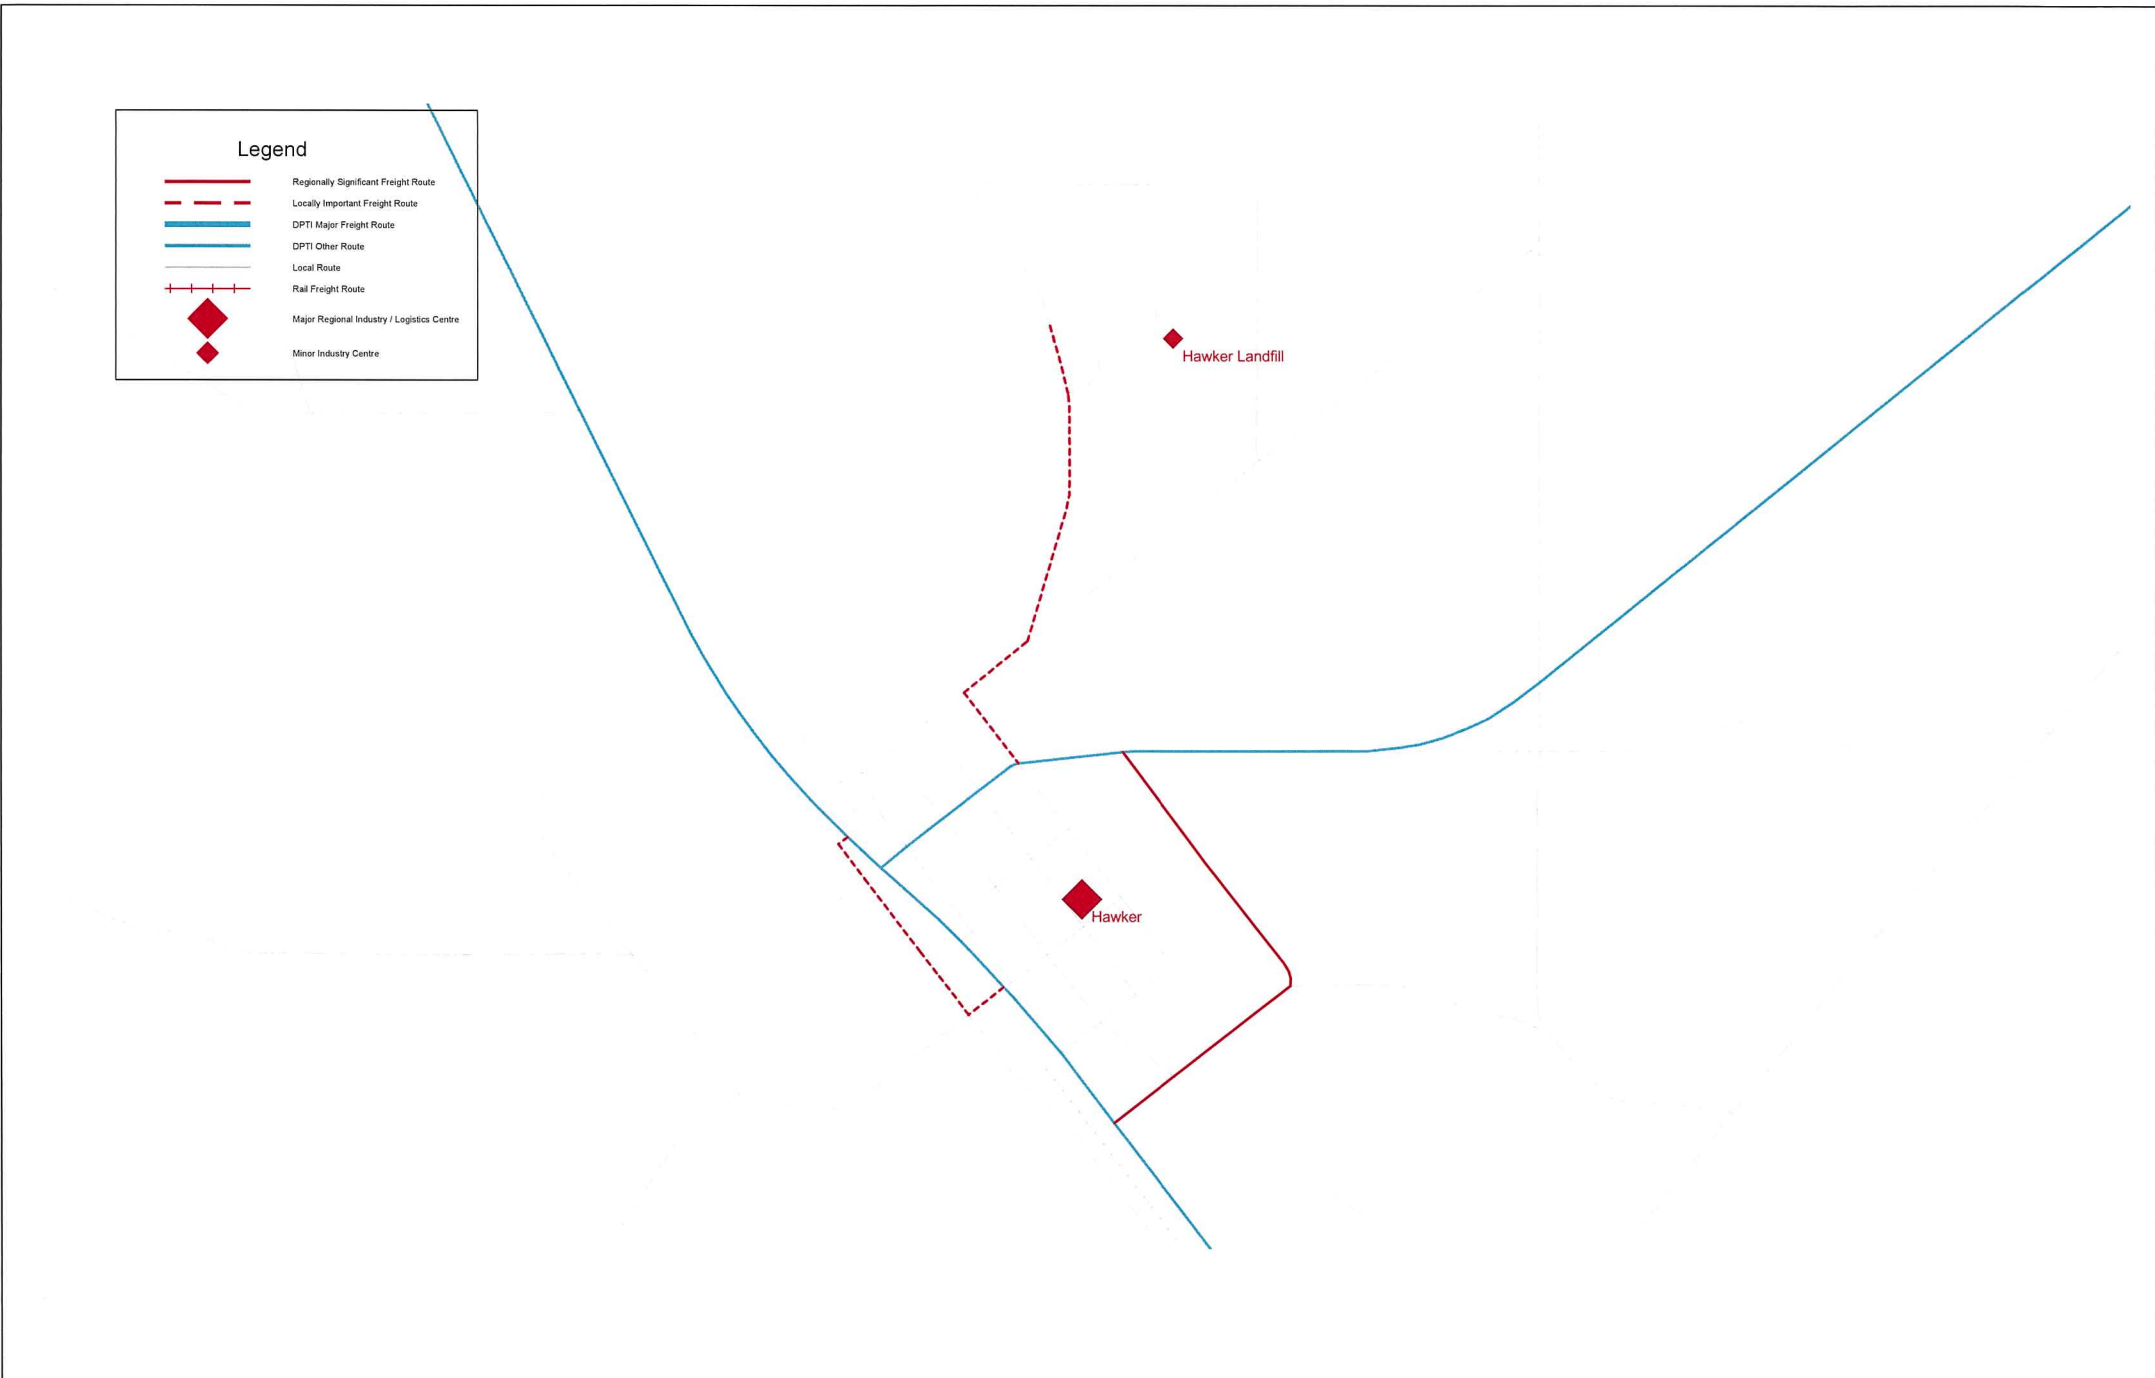 Legend
Regionally Significant Freight Route
Locally Important Freight Route
DPTI Major Freight Route
DPTI Other Route
Local Route
Rail Freight Route
Major Regional Industry / Logistics Centre
Minor Industry Centre
Hawker Landfill
Hawker